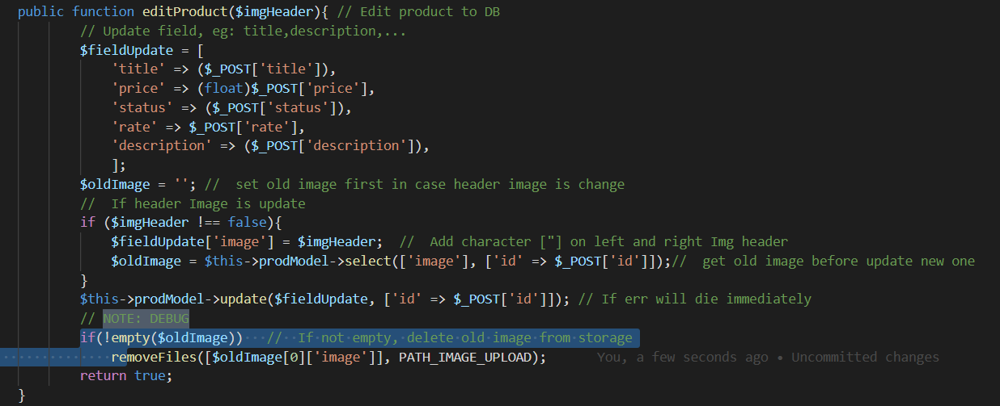 public function editProduct($imgHeader){ // Edit product to DB
// Update field, eg: title,description,...
$fieldUpdate = [
'title' => ($_POST['title']),
'price' => (float)$_POST['price'],
'status' => ($_POST['status']),
'rate' => $_POST['rate'],
'description' => ($_POST['description']),
];
$oldImage = ''; //  set old image first in case header image is change
//  If header Image is update
if ($imgHeader !== false){
$fieldUpdate['image'] = $imgHeader;  //  Add character ["] on left and right Img header
$oldImage = $this->prodModel->select(['image'], ['id' => $_POST['id']]);//  get old image before update new one
}
$this->prodModel->update($fieldUpdate, ['id' => $_POST['id']]); // If err will die immediately
// NOTE: DEBUG
if(!empty($oldImage))   //  If not empty, delete old image from storage
removeFiles([$oldImage[0]['image']], PATH_IMAGE_UPLOAD);      You, a few seconds ago • Uncommitted changes
return true;
}